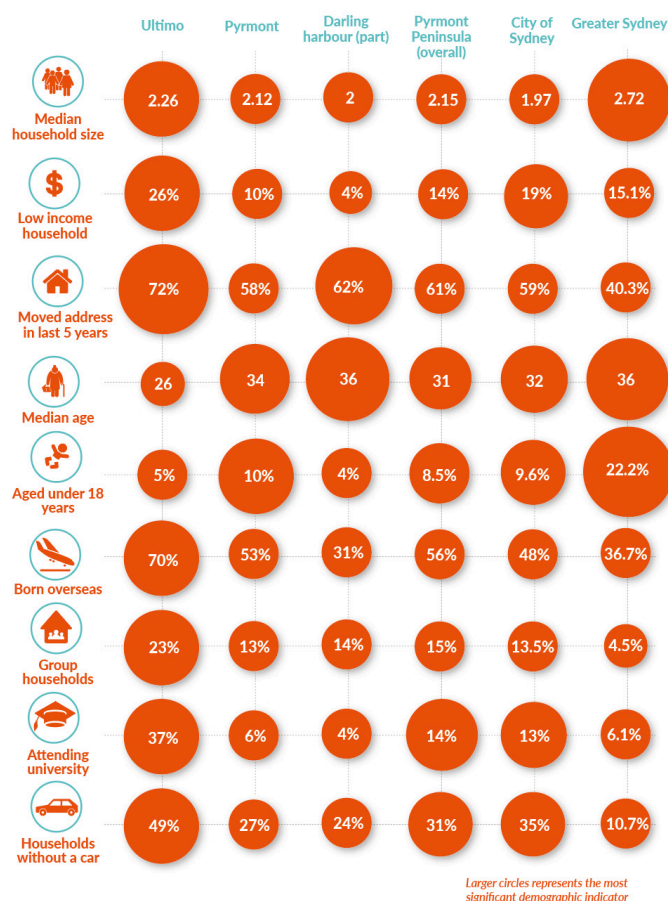 Ultimo
Pyrmont
Darling
harbour (part)
Pyrmont
Peninsula
(overall)
City of
Sydney
Greater Sydney
Median
household size
2.26
2.12
2
2.15
1.97
2.72
$
Low income
household
26%
10%
4%
14%
19%
15.1%
Moved address
in last 5 years
72%
58%
62%
61%
59%
40.3%
Median age
26
34
36
31
32
36
Aged under 18
years
5%
10%
4%
8.5%
9.6%
22.2%
Born overseas
70%
53%
31%
56%
48%
36.7%
Group
households
23%
13%
14%
15%
13.5%
4.5%
Attending
university
37%
6%
4%
14%
13%
6.1%
Households
without a car
49%
27%
24%
31%
35%
10.7%
Larger circles represents the most
significant demographic indicator